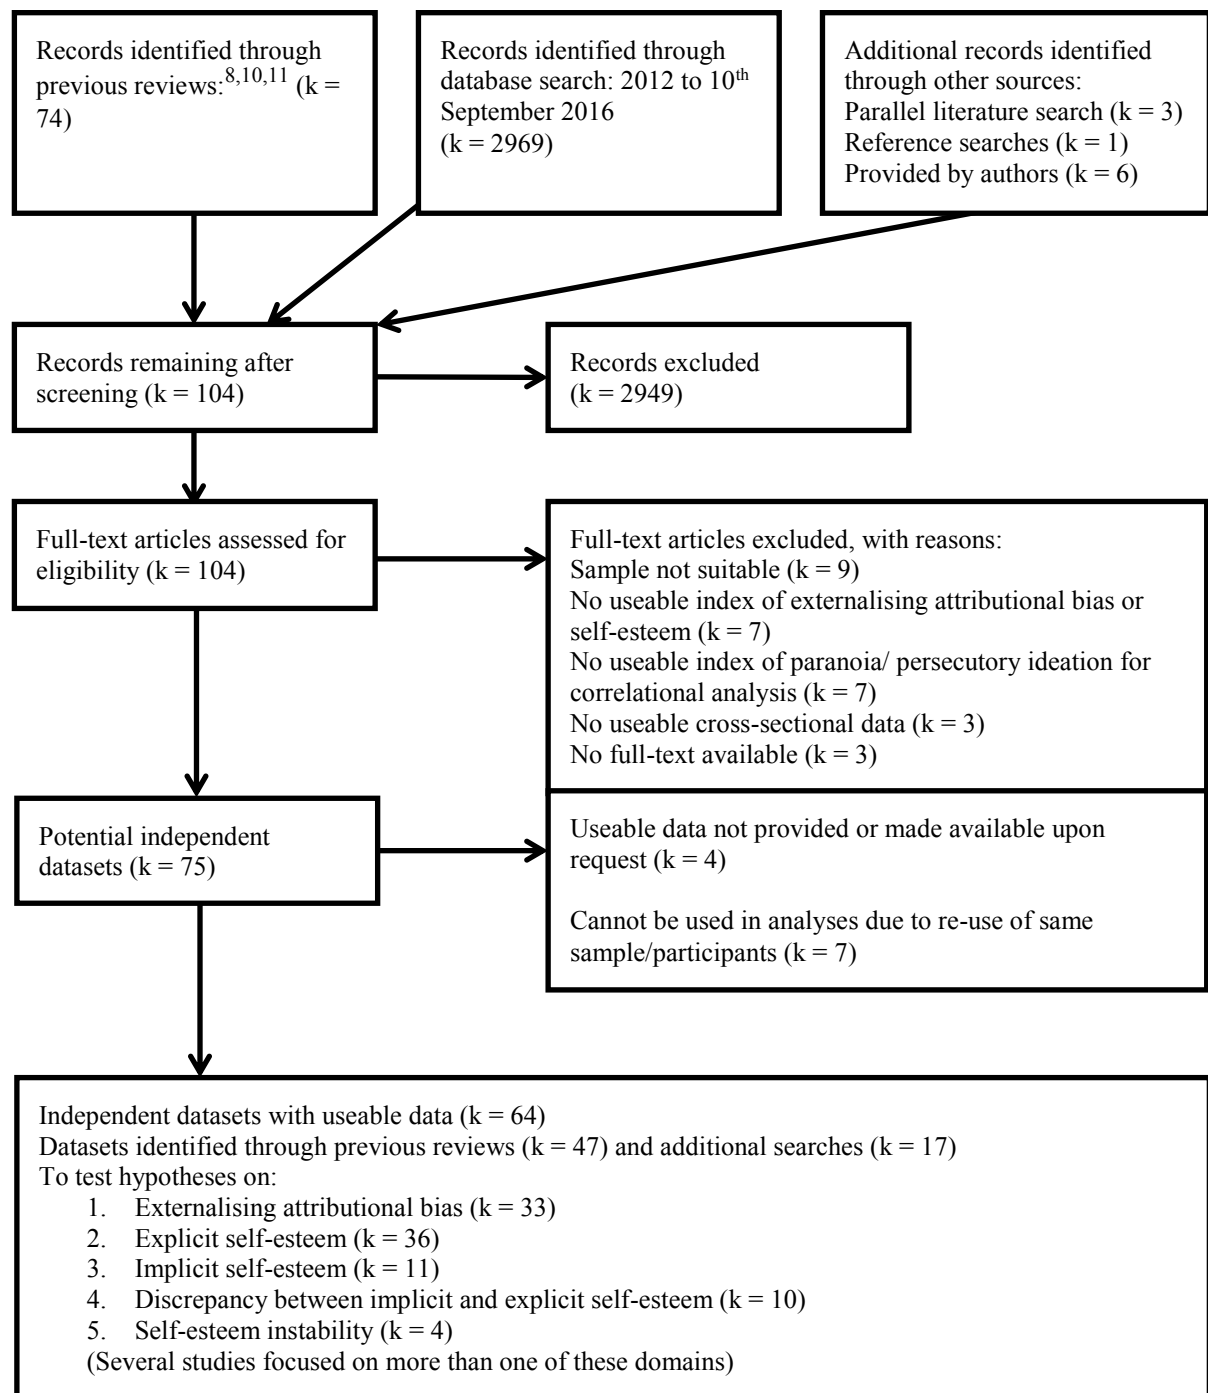 Records identified through
previous reviews:8,10,11 (k =
74)
Records identified through
database search: 2012 to 10th
September 2016
(k = 2969)
Additional records identified
through other sources:
Parallel literature search (k = 3)
Reference searches (k = 1)
Provided by authors (k = 6)
Records remaining after
screening (k = 104)
Records excluded
(k = 2949)
Full-text articles assessed for
eligibility (k = 104)
Full-text articles excluded, with reasons:
Sample not suitable (k = 9)
No useable index of externalising attributional bias or
self-esteem (k = 7)
No useable index of paranoia/ persecutory ideation for
correlational analysis (k = 7)
No useable cross-sectional data (k = 3)
No full-text available (k = 3)
Potential independent
datasets (k = 75)
Useable data not provided or made available upon
request (k = 4)
Cannot be used in analyses due to re-use of same
sample/participants (k = 7)
Independent datasets with useable data (k = 64)
Datasets identified through previous reviews (k = 47) and additional searches (k = 17)
To test hypotheses on:
1. Externalising attributional bias (k = 33)
2. Explicit self-esteem (k = 36)
3. Implicit self-esteem (k = 11)
4. Discrepancy between implicit and explicit self-esteem (k = 10)
5. Self-esteem instability (k = 4)
(Several studies focused on more than one of these domains)